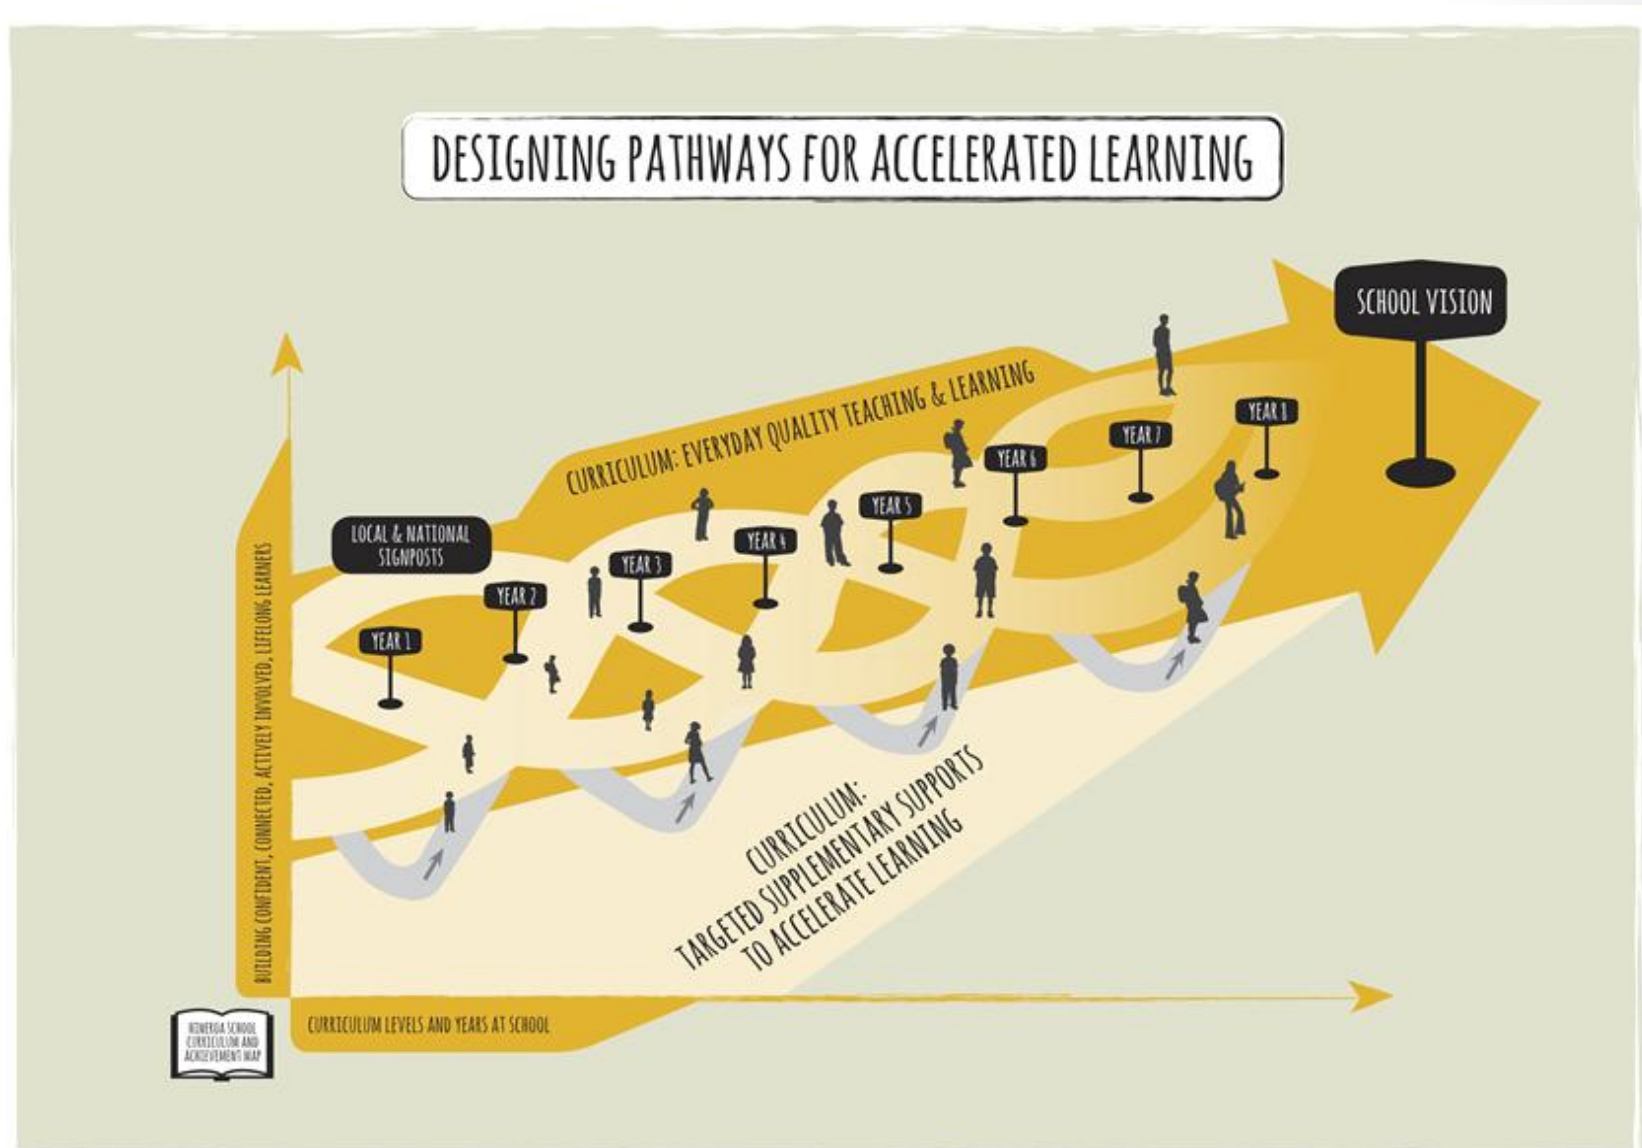 DESIGNING PATHWAYS FOR ACCELERATED LEARNING
SCHOOL VISION
CURRICULUM: EVERYDAY QUALITY TEACHING & LEARNING
LOCAL & NATIONAL
SIGNPOSTS
YEAR 1
YEAR 2
YEAR 3
YEAR 4
YEAR 5
YEAR 6
YEAR 7
YEAR 8
BUILDING CONFIDENT, CONNECTED, ACTIVELY INVOLVED, LIFELONG LEARNERS
CURRICULUM:
TARGETED SUPPLEMENTARY SUPPORTS
TO ACCELERATE LEARNING
CURRICULUM LEVELS AND YEARS AT SCHOOL
SCHOOL
CURRICULUM AND
ACHIEVEMENT MAP